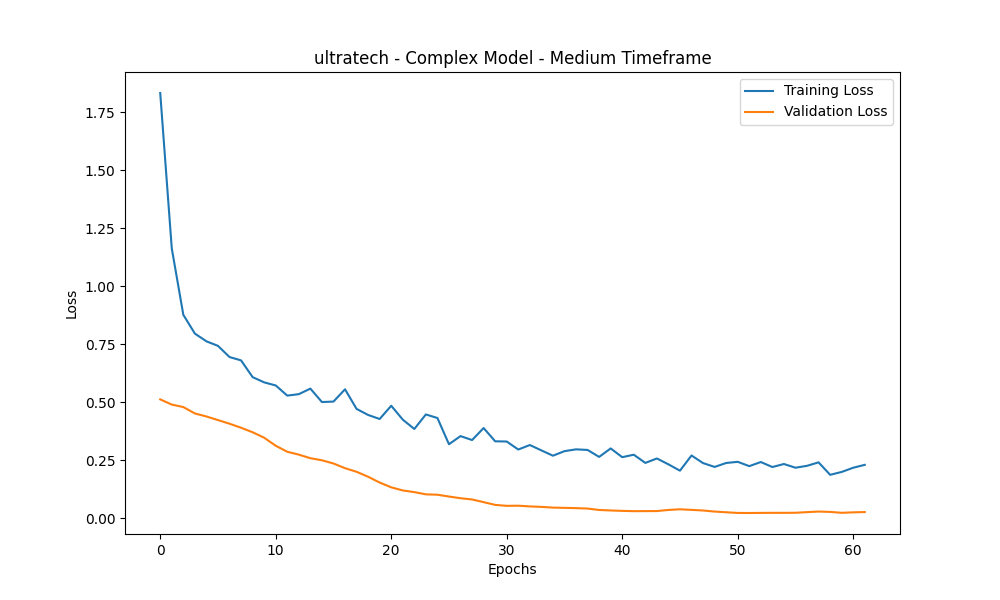 ultratech - Complex Model - Medium Timeframe
Training Loss
Validation Loss
Loss
1.75
1.50
1.25
1.00
0.75
0.50
0.25
0.00
0 10 20 30 40 50 60
Epochs